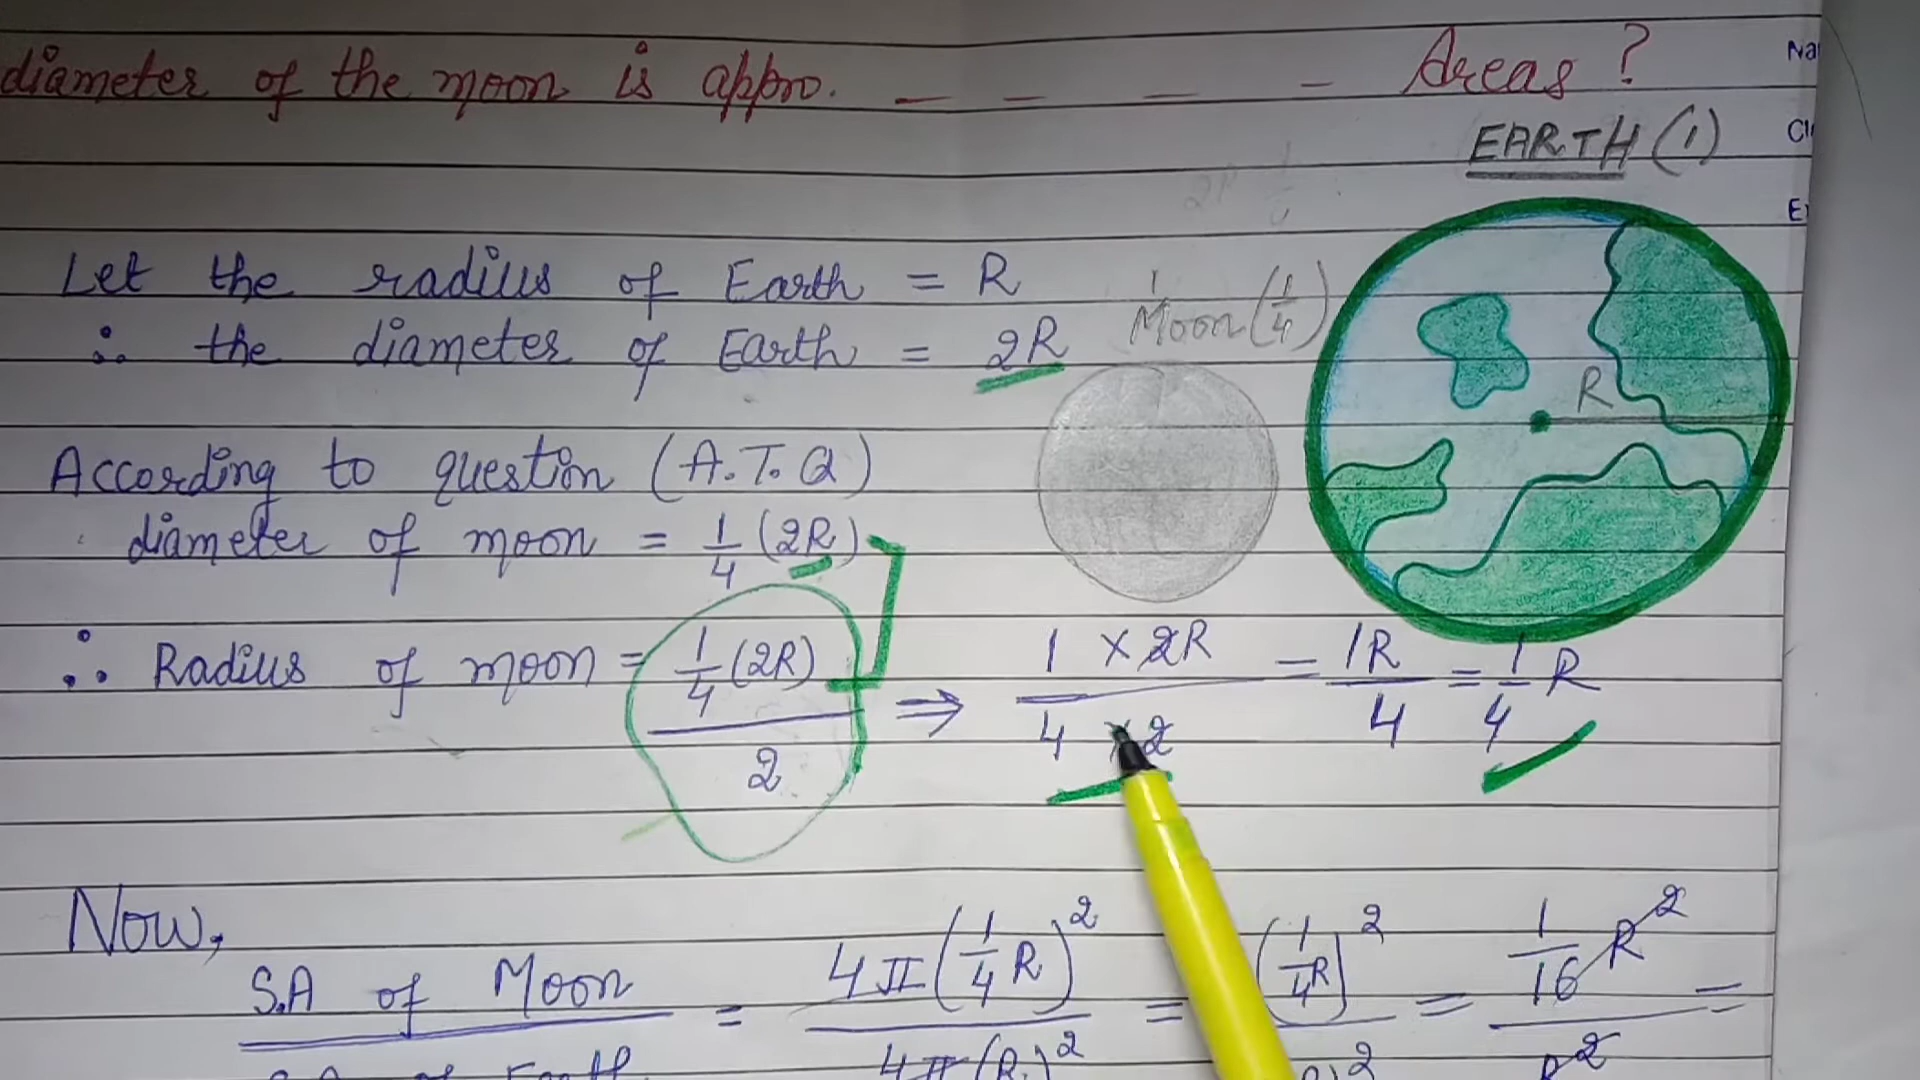 diameter of the moon is appro. _ _ _ _ Areas ?
EARTH (1)
Let the radius of Earth = R
Moon (1/4)
∴ the diameter of Earth = 2R
R
According to question (A.T.Q)
diameter of moon = 1/4 (2R)
∴ Radius of moon = 1/4 (2R) / 2 ⇒ 1 × 2R / 4 × 2 = 1R / 4 = 1/4 R
Now,
S.A of Moon = 4π (1/4 R)² = (1/4 R)² = 1/16 R² =
4π (R)² R²